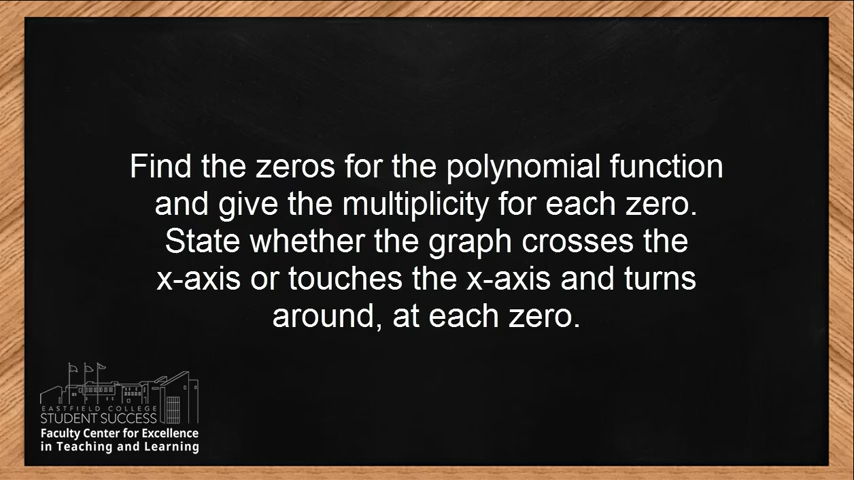 Find the zeros for the polynomial function
and give the multiplicity for each zero.
State whether the graph crosses the
x-axis or touches the x-axis and turns
around, at each zero.
EASTFIELD COLLEGE
STUDENT SUCCESS
Faculty Center for Excellence
in Teaching and Learning